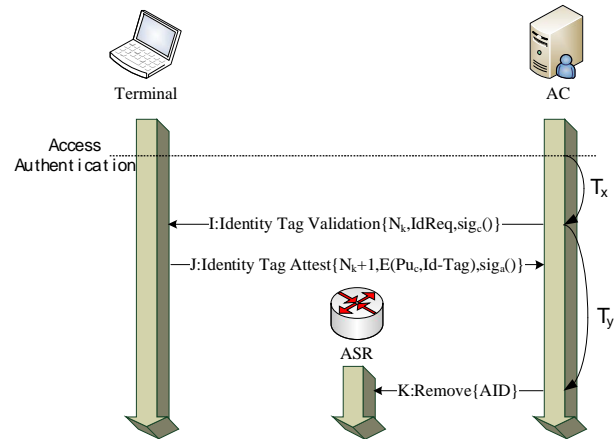 Terminal
AC
Access
Authentication
Tx
I:Identity Tag Validation{Nk,IdReq,sigc()}
J:Identity Tag Attest{Nk+1,E(Puc,Id-Tag),siga()}
Ty
ASR
K:Remove{AID}